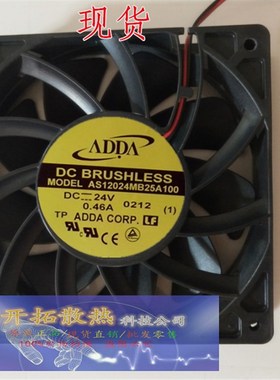 现货
ADDA
DC BRUSHLESS
MODEL AS12024MB25A100
DC 24V
0.46A 0212 (1)
TP ADDA CORP. LF
开拓散热科技公司